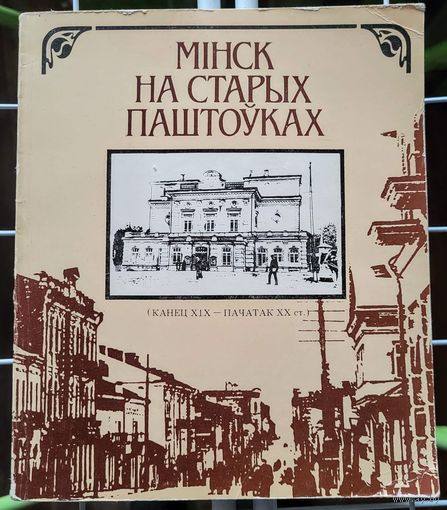 МІНСК
НА СТАРЫХ
ПАШТОЎКАХ
(КАНЕЦ XIX — ПАЧАТАК XX ст.)